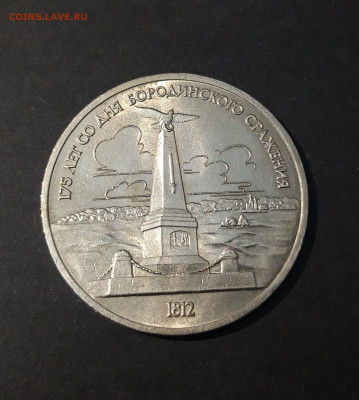 COINS.LAVE.RU
175 ЛЕТ СО ДНЯ БОРОДИНСКОГО СРАЖЕНИЯ
1812